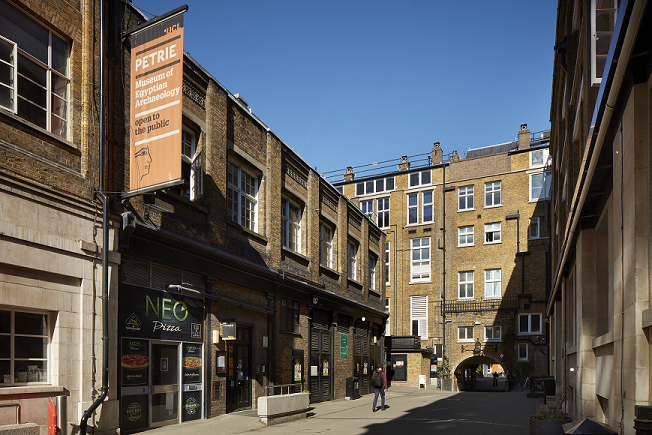 UCL
PETRIE
Museum of
Egyptian
Archaeology
open to
the public
NEO
Pizza